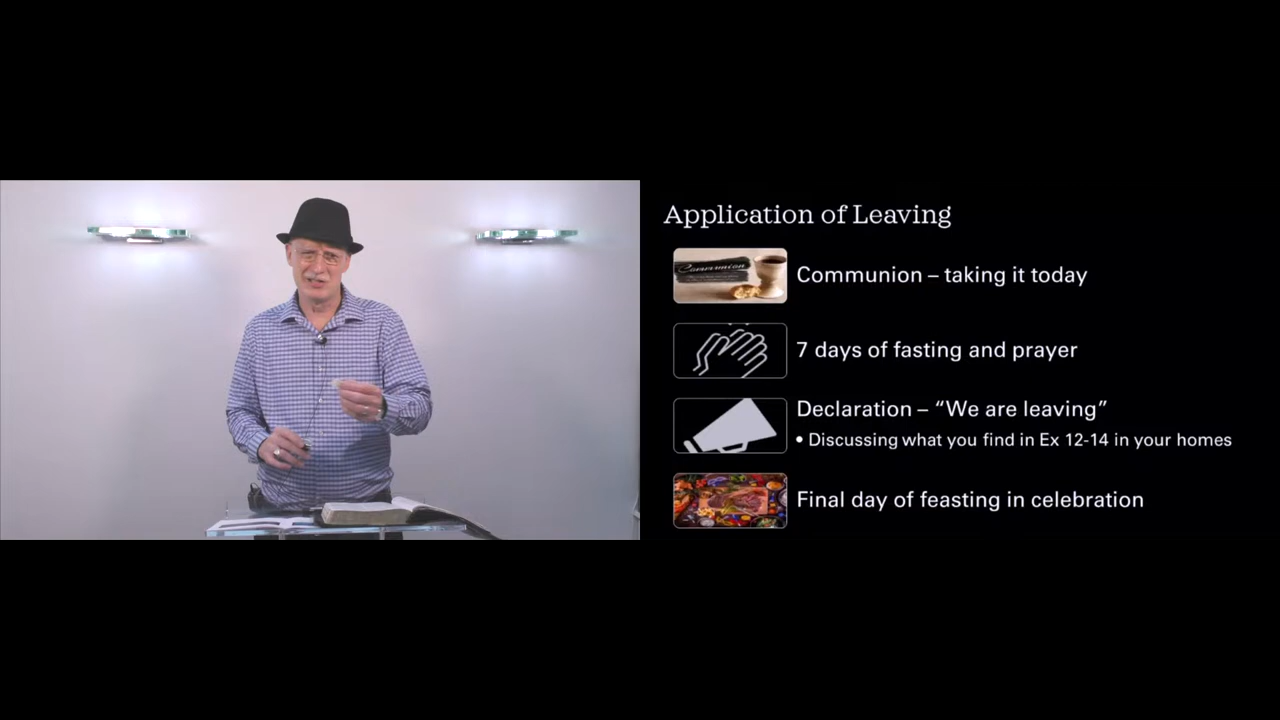 Application of Leaving
Communion
Communion – taking it today
7 days of fasting and prayer
Declaration – “We are leaving”
• Discussing what you find in Ex 12-14 in your homes
Final day of feasting in celebration